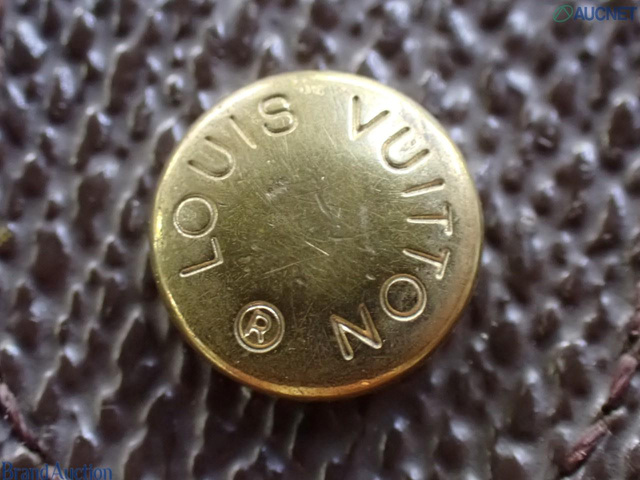 AUCNET
LOUIS VUITTON
®
Brand Auction